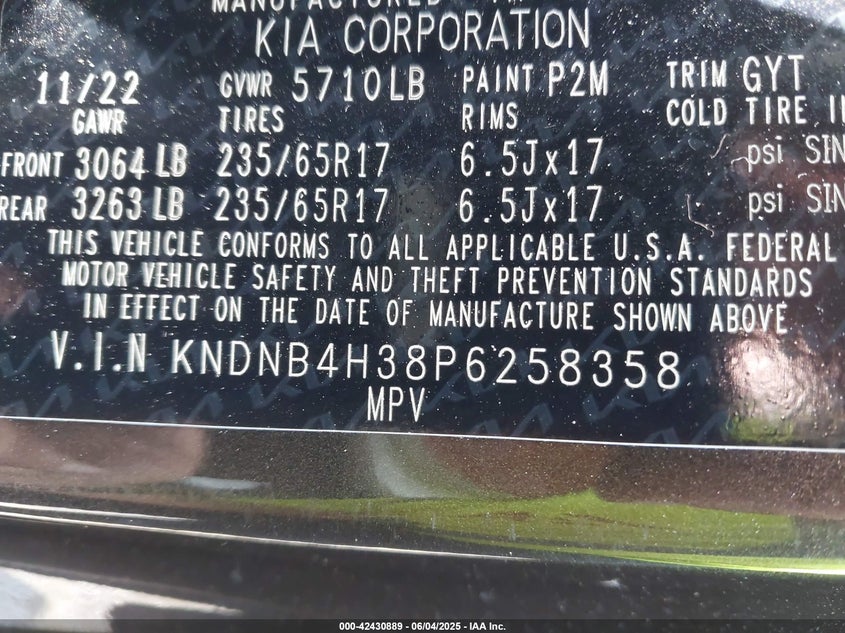 MANUFACTURED
KIA CORPORATION
11/22 GVWR 5710LB PAINT P2M TRIM GYT
GAWR TIRES RIMS COLD TIRE
FRONT 3064 LB 235/65R17 6.5Jx17 psi SIN
REAR 3263 LB 235/65R17 6.5Jx17 psi SIN
THIS VEHICLE CONFORMS TO ALL APPLICABLE U.S.A. FEDERAL
MOTOR VEHICLE SAFETY AND THEFT PREVENTION STANDARDS
IN EFFECT ON THE DATE OF MANUFACTURE SHOWN ABOVE
V.I.N KNDNB4H38P6258358
MPV
000-42430889 - 06/04/2025 - IAA Inc.